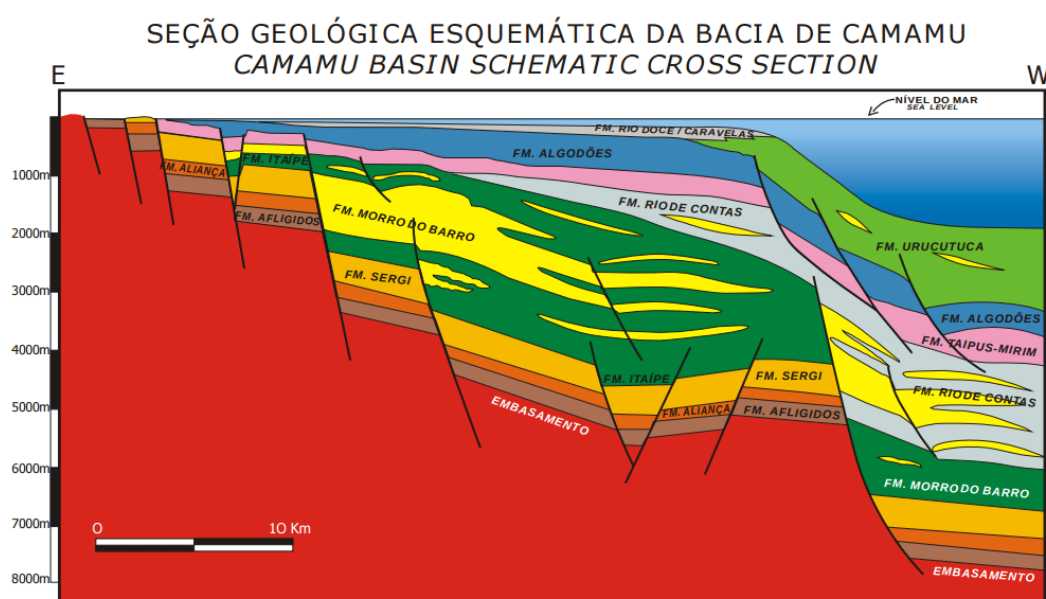 SEÇÃO GEOLÓGICA ESQUEMÁTICA DA BACIA DE CAMAMU
CAMAMU BASIN SCHEMATIC CROSS SECTION
E
W
NÍVEL DO MAR
SEA LEVEL
FM. RIO DOCE / CARAVELAS
FM. ALGODÕES
FM. ITAÍPE
FM. ALIANÇA
1000m
FM. RIO DE CONTAS
FM. MORRO DO BARRO
FM. AFLIGIDOS
2000m
FM. URUCUTUCA
FM. SERGI
3000m
FM. ALGODÕES
FM. TAIPUS-MIRIM
4000m
FM. ITAÍPE
FM. SERGI
FM. RIO DE CONTAS
EMBASAMENTO
FM. ALIANÇA
FM. AFLIGIDOS
5000m
6000m
FM. MORRO DO BARRO
7000m
0
10 Km
EMBASAMENTO
8000m